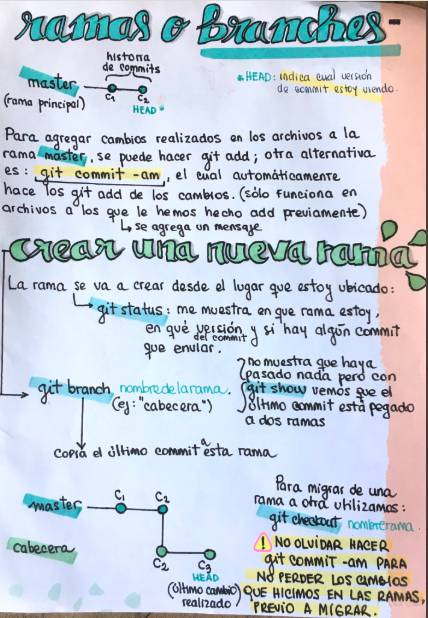 ramas o branches-
historia
de commits
master
(rama principal)
C1 C2
HEAD*
*HEAD: indica cual versión
de commit estoy viendo.
Para agregar cambios realizados en los archivos a la
rama master, se puede hacer git add; otra alternativa
es: git commit -am, el cual automáticamente
hace los git add de los cambios. (sólo funciona en
archivos a los que le hemos hecho add previamente)
se agrega un mensaje
crear una nueva rama
La rama se va a crear desde el lugar que estoy ubicado:
git status: me muestra en que rama estoy,
en qué versión y si hay algún commit
del commit
que enviar.
git branch nombredelarama.
(ej: "cabecera")
no muestra que haya
pasado nada pero con
git show vemos que el
último commit está pegado
a dos ramas
copia el último commit a esta rama
master
C1 C2
cabecera
C2 C3
HEAD
(último cambio
realizado)
Para migrar de una
rama a otra utilizamos:
git checkout nombrerama.
! NO OLVIDAR HACER
git commit -am PARA
NO PERDER LOS CAMBIOS
QUE HICIMOS EN LAS RAMAS,
PREVIO A MIGRAR.